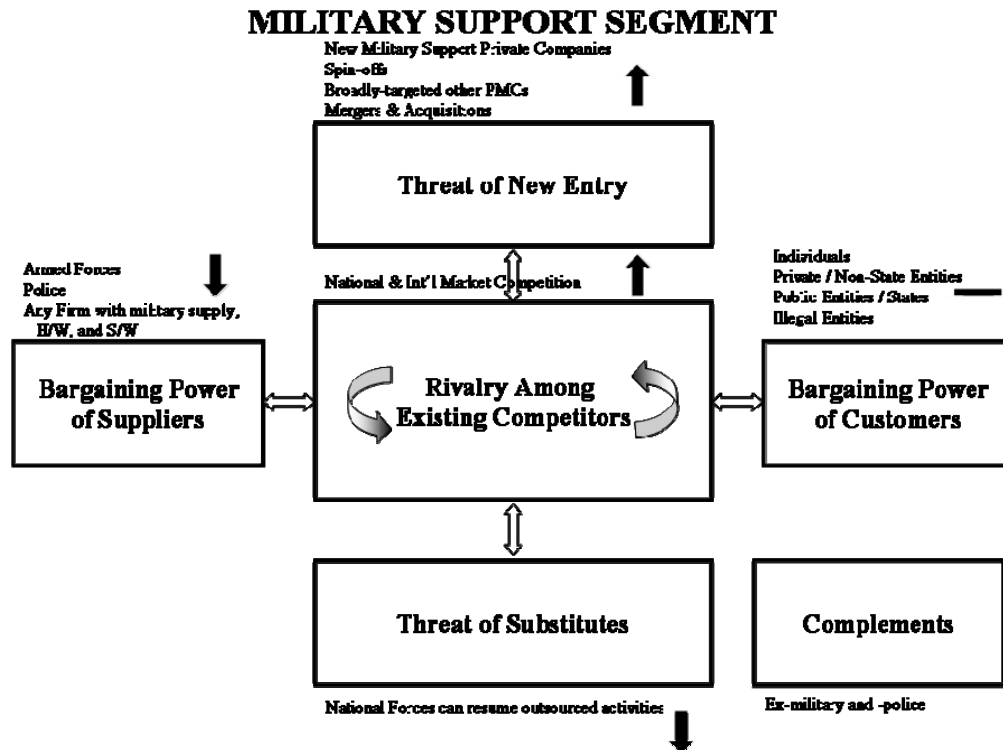 MILITARY SUPPORT SEGMENT
New Military Support Private Companies
Spin-offs
Broadly-targeted other PMCs
Mergers & Acquisitions
Threat of New Entry
Armed Forces
Police
Any Firm with military supply,
H/W, and S/W
National & Int'l Market Competition
Individuals
Private / Non-State Entities
Public Entities / States
Illegal Entities
Bargaining Power
of Suppliers
Rivalry Among
Existing Competitors
Bargaining Power
of Customers
Threat of Substitutes
Complements
National Forces can resume outsourced activities
Ex-military and -police